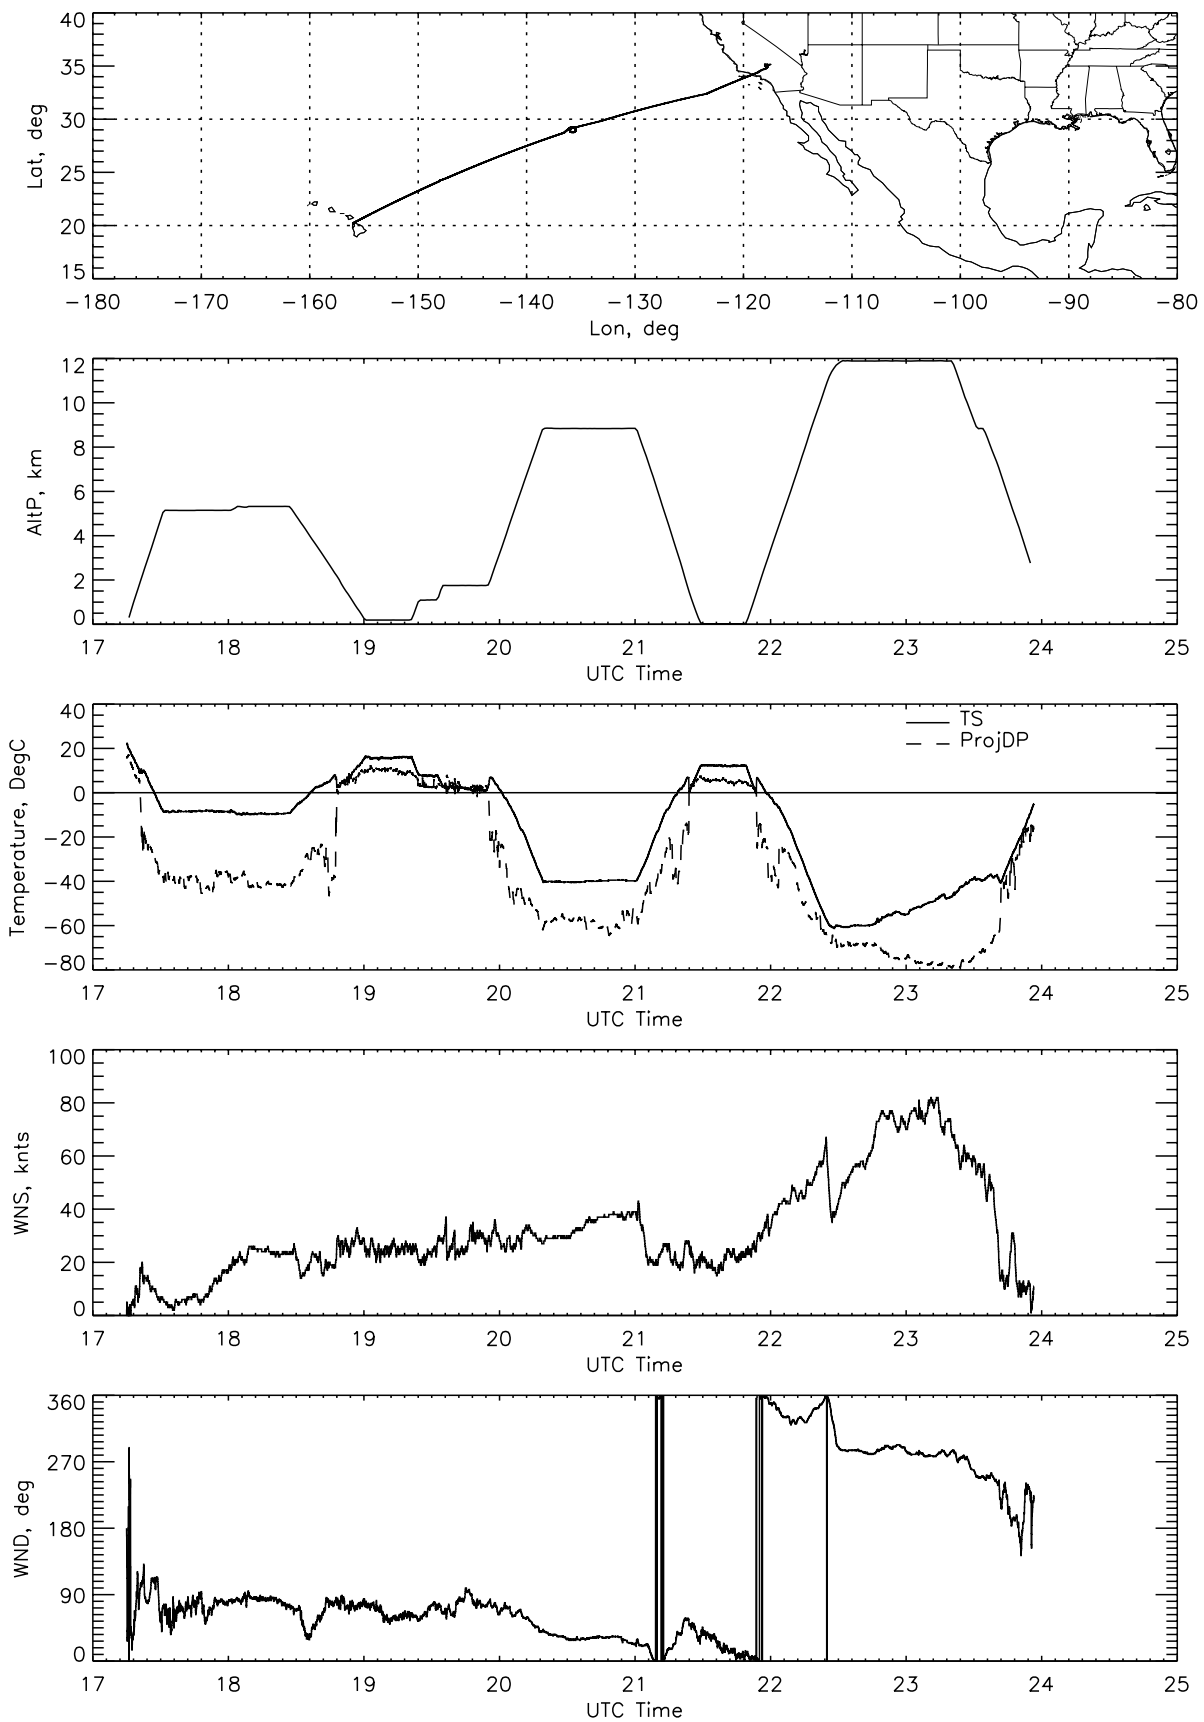 40
35
30
25
20
15
Lat, deg
−180 −170 −160 −150 −140 −130 −120 −110 −100 −90 −80
Lon, deg
12
10
8
6
4
2
0
AltP, km
17 18 19 20 21 22 23 24 25
UTC Time
40
20
0
−20
−40
−60
−80
Temperature, DegC
TS
ProjDP
17 18 19 20 21 22 23 24 25
UTC Time
100
80
60
40
20
0
WNS, knts
17 18 19 20 21 22 23 24 25
UTC Time
360
270
180
90
0
WND, deg
17 18 19 20 21 22 23 24 25
UTC Time